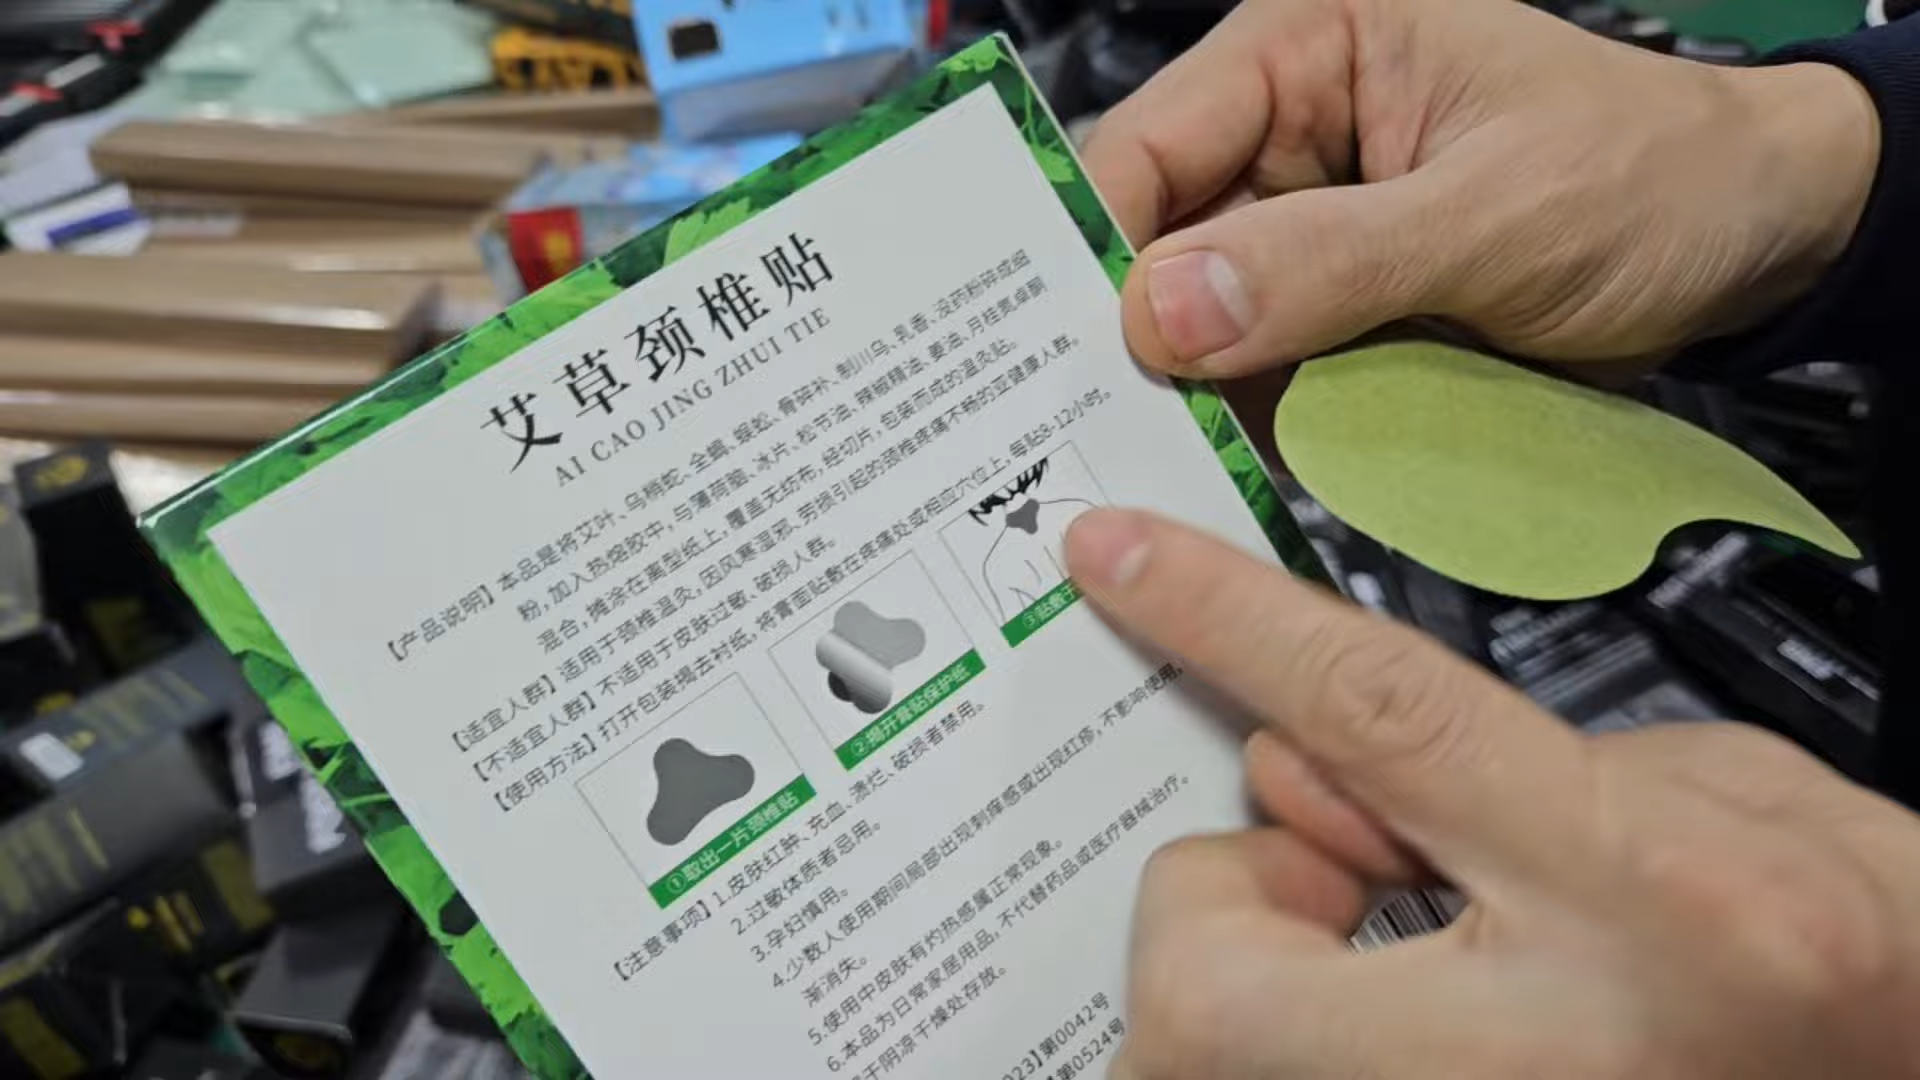 艾草颈椎贴
AI CAO JING ZHUI TIE
【产品说明】本品是将艾叶、乌梢蛇、全蝎、蜈蚣、骨碎补、制川乌、乳香、没药粉碎成细
粉，加入热熔胶中，与薄荷脑、冰片、松节油、辣椒精油、姜油、月桂氮卓酮
混合，摊涂在离型纸上，覆盖无纺布，经切片，包装而成的温灸贴。
【适宜人群】适用于颈椎温灸，因风寒湿邪、劳损引起的颈椎疼痛不畅的亚健康人群。
【不适宜人群】不适用于皮肤过敏、破损人群。
【使用方法】打开包装揭去衬纸，将膏面贴敷在疼痛处或相应穴位上，每贴8-12小时。
①取出一片颈椎贴
②揭开膏贴保护纸
③贴敷于
【注意事项】1.皮肤红肿、充血、溃烂、破损者禁用。
2.过敏体质者忌用。
3.孕妇慎用。
4.少数人使用期间局部出现刺痒感或出现红疹，不影响使用，
渐消失。
5.使用中皮肤有灼热感属正常现象。
6.本品为日常家居用品，不代替药品或医疗器械治疗。
于阴凉干燥处存放。
023】第0042号
第0524号